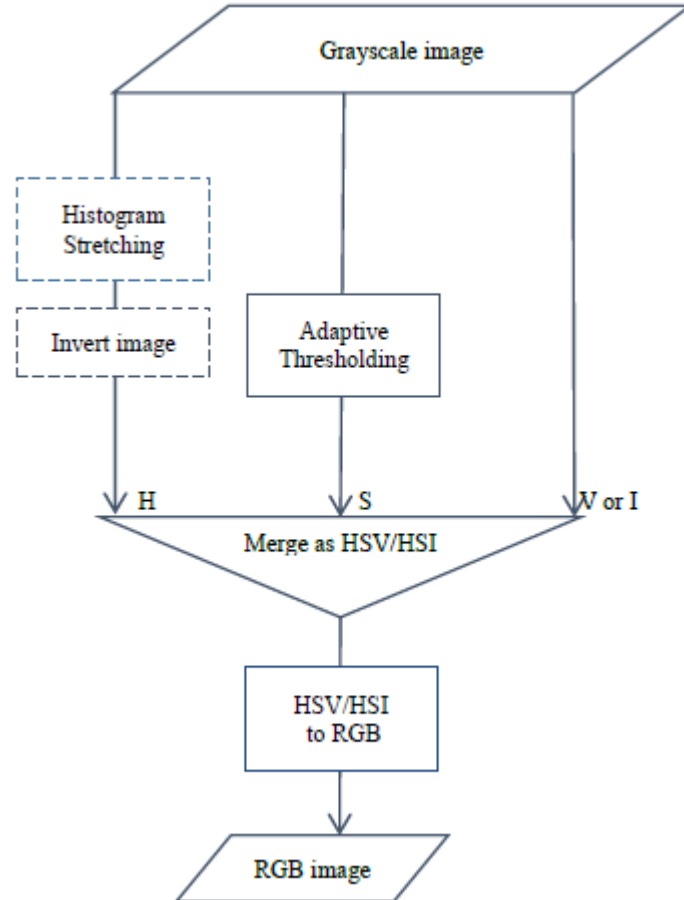 Grayscale image
Histogram
Stretching
Invert image
Adaptive
Thresholding
H
S
V or I
Merge as HSV/HSI
HSV/HSI
to RGB
RGB image